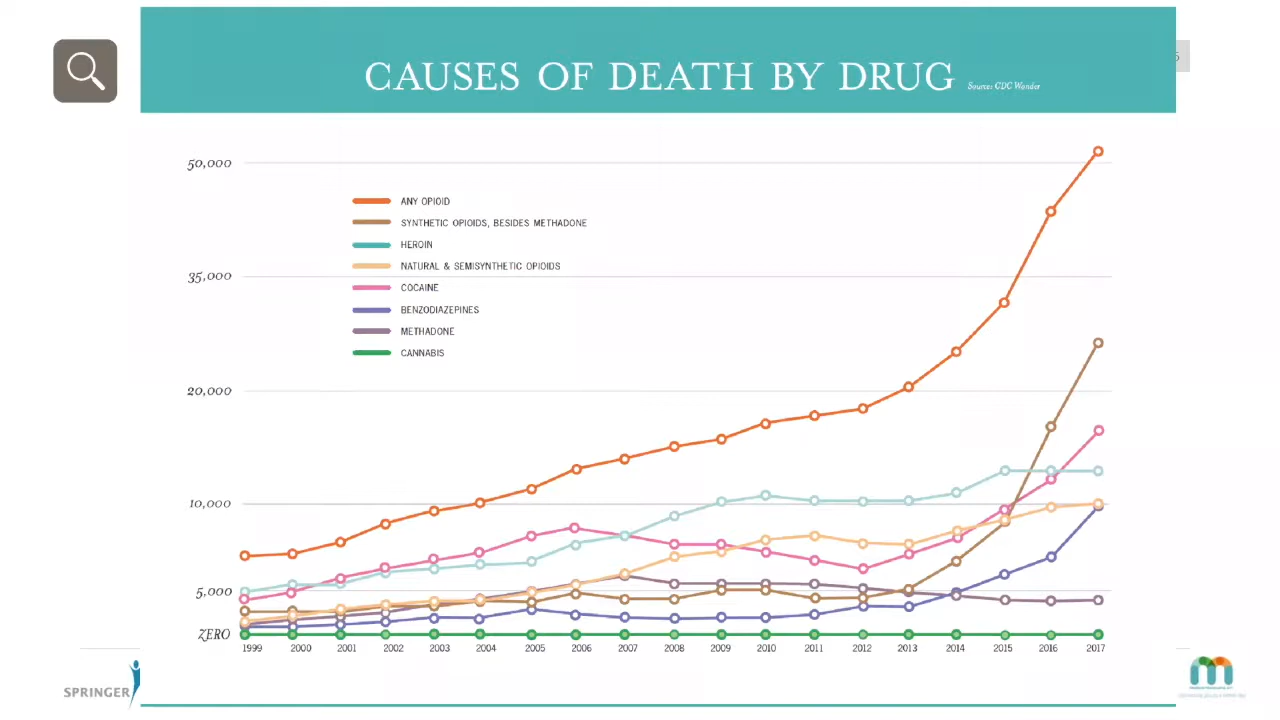 CAUSES OF DEATH BY DRUG
Source: CDC Wonder
50,000
35,000
20,000
10,000
5,000
ZERO
ANY OPIOID
SYNTHETIC OPIOIDS, BESIDES METHADONE
HEROIN
NATURAL & SEMISYNTHETIC OPIOIDS
COCAINE
BENZODIAZEPINES
METHADONE
CANNABIS
1999 2000 2001 2002 2003 2004 2005 2006 2007 2008 2009 2010 2011 2012 2013 2014 2015 2016 2017
SPRINGER